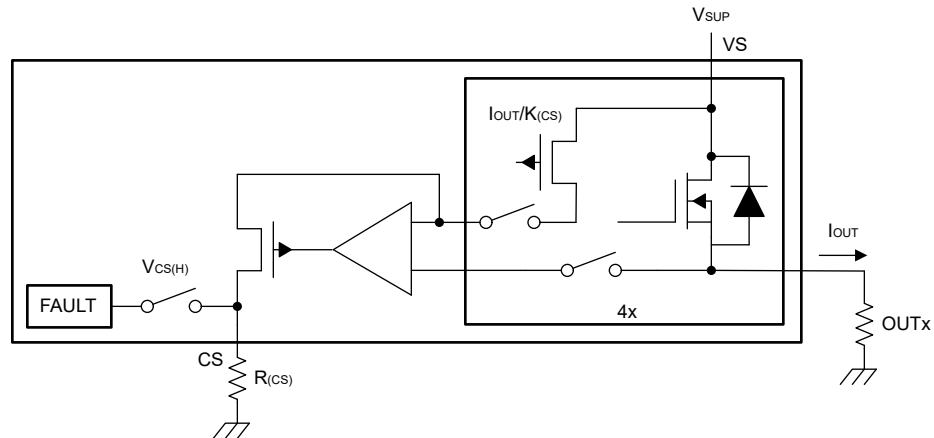 VSUP
VS
IOUT/K(CS)
IOUT
VCS(H)
FAULT
4x
OUTx
CS
R(CS)